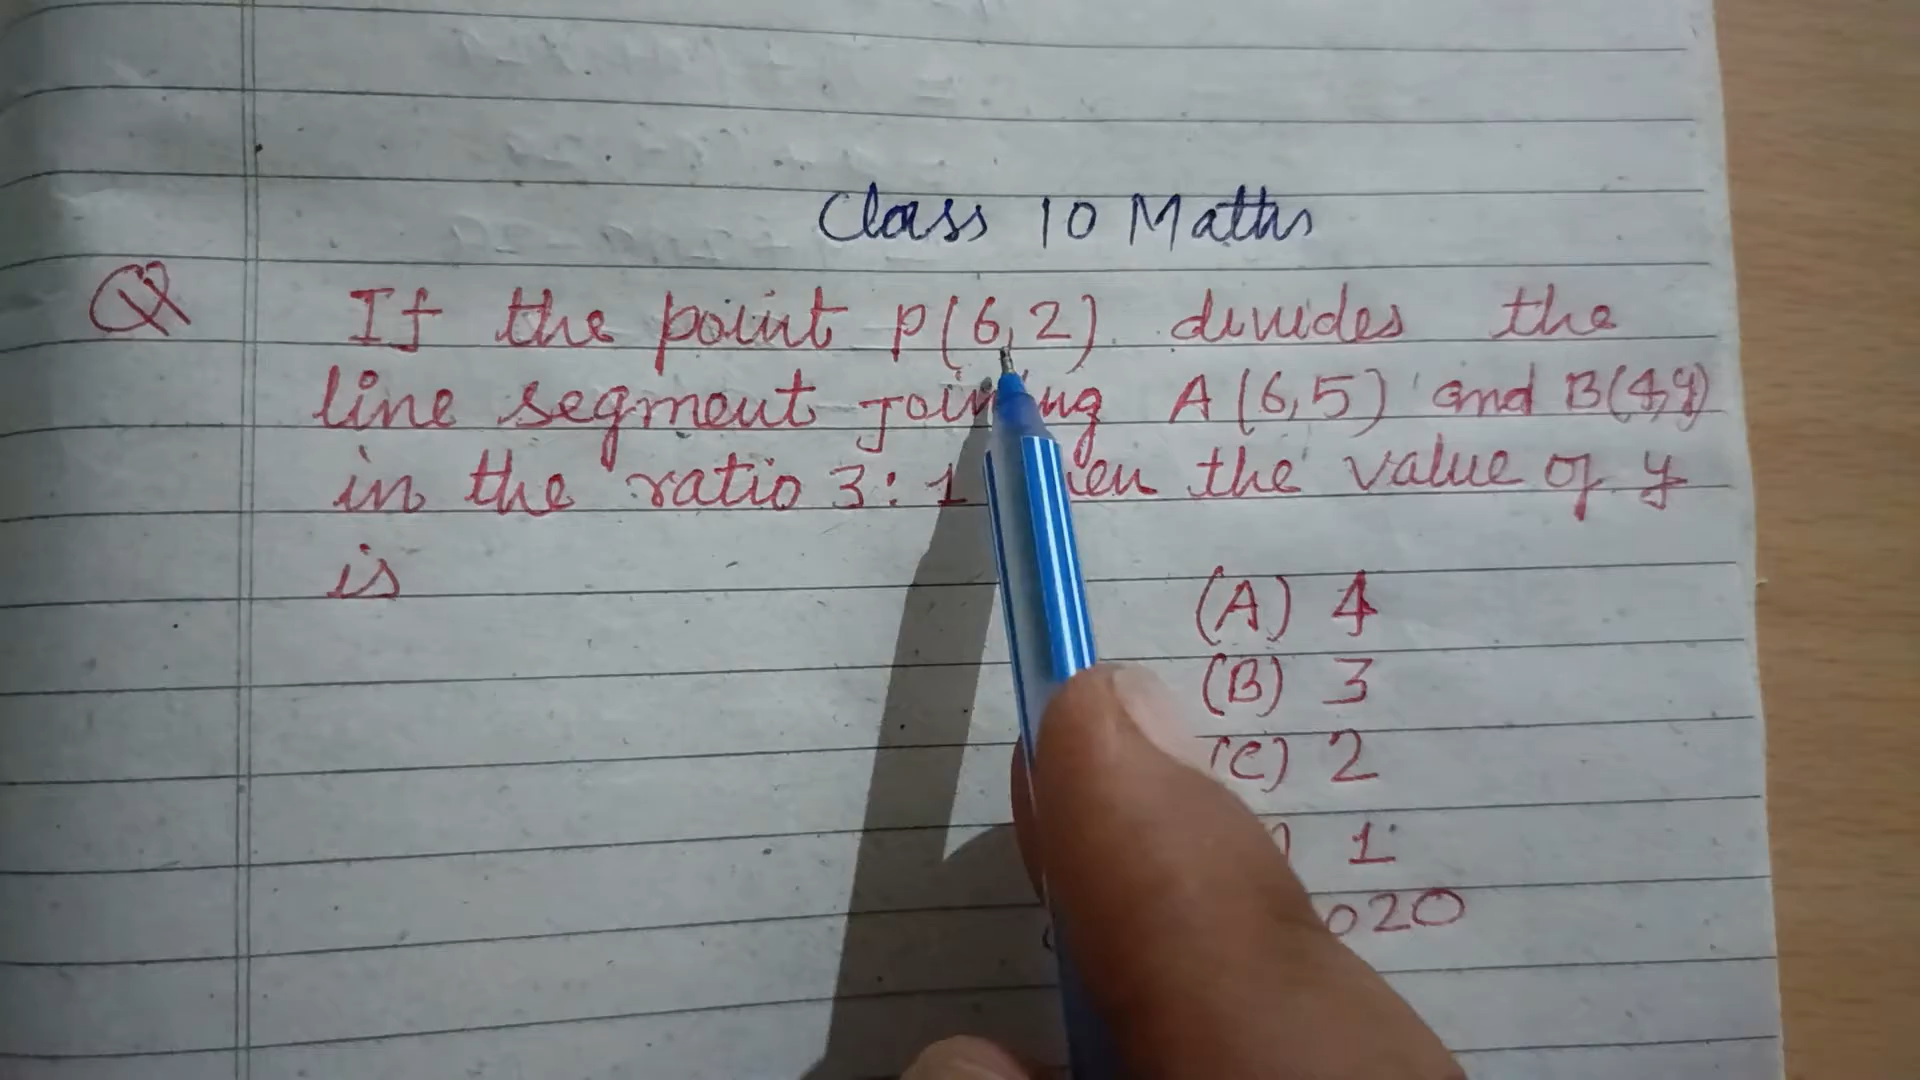 Class 10 Maths
Q If the point P(6,2) divides the
line segment Joining A(6,5) and B(4,y)
in the ratio 3:1 the value of y
is
(A) 4
(B) 3
(C) 2
1
020